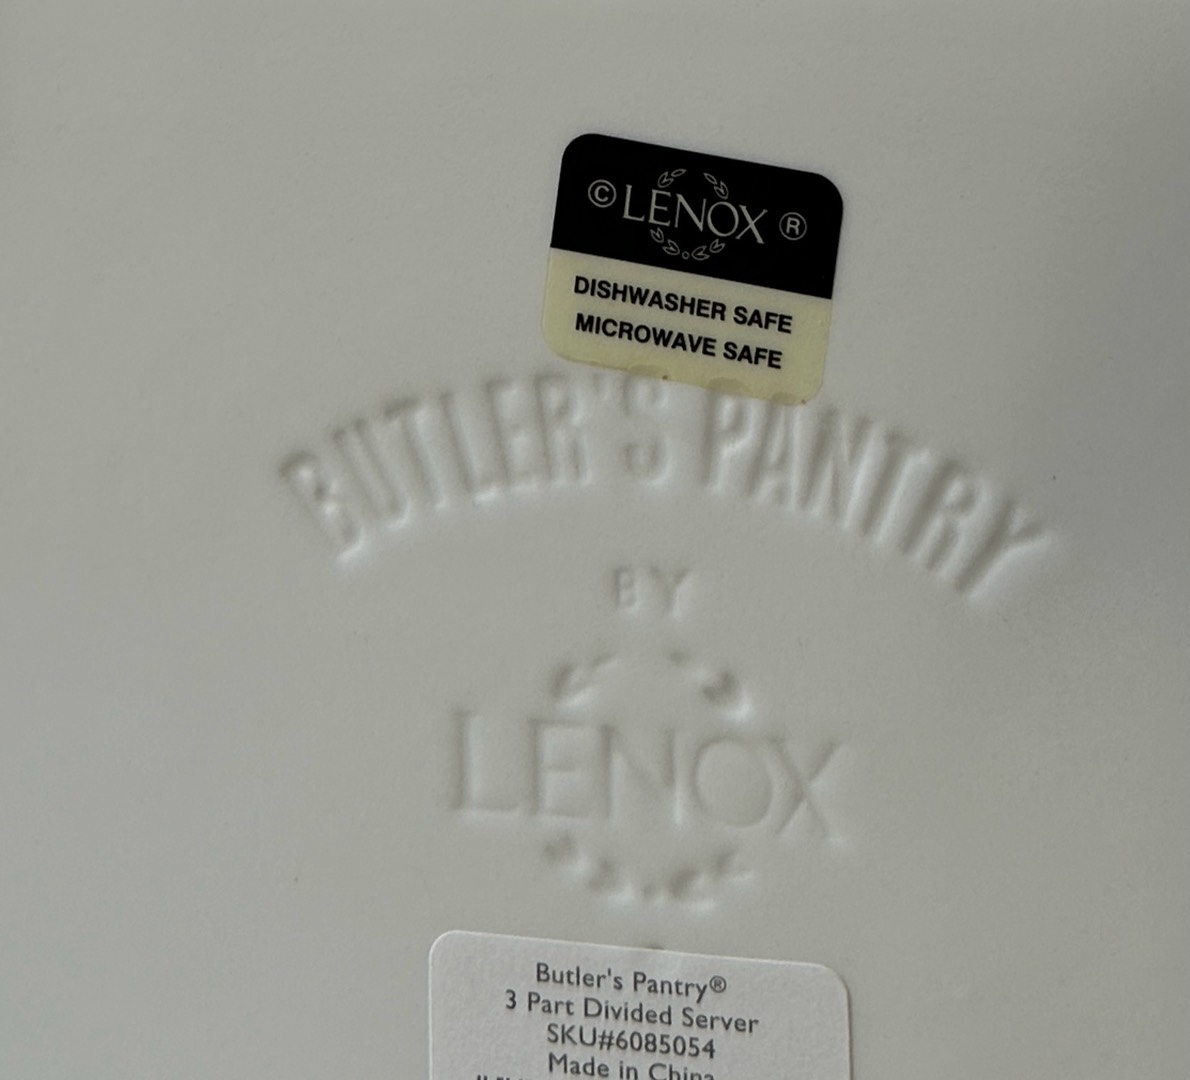 © LENOX ®
DISHWASHER SAFE
MICROWAVE SAFE
BUTLER'S PANTRY
BY
LENOX
Butler's Pantry®
3 Part Divided Server
SKU#6085054
Made in China